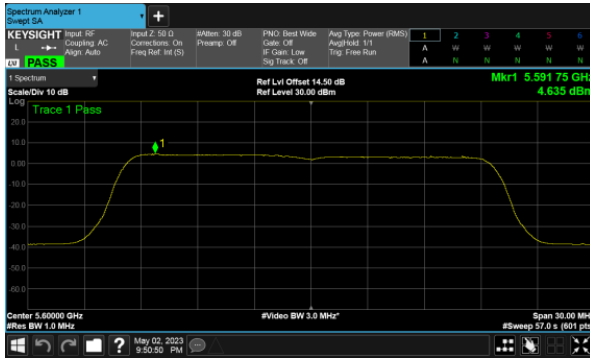 Spectrum Analyzer 1
Swept SA
+
KEYSIGHT
L
LXI PASS
Input: RF
Coupling: AC
Align: Auto
Input Z: 50 Ω
Corrections: On
Freq Ref: Int (S)
#Atten: 30 dB
Preamp: Off
PNO: Best Wide
Gate: Off
IF Gain: Low
Sig Track: Off
Avg Type: Power (RMS)
Avg|Hold: 1/1
Trig: Free Run
1 2 3 4 5 6
A W W W W W
A N N N N N
1 Spectrum
Scale/Div 10 dB
Ref Lvl Offset 14.50 dB
Ref Level 30.00 dBm
Mkr1 5.591 75 GHz
4.635 dBm
Log
Trace 1 Pass
20.0
10.0
1
0.00
-10.0
-20.0
-30.0
-40.0
-50.0
-60.0
Center 5.60000 GHz
#Res BW 1.0 MHz
#Video BW 3.0 MHz*
Span 30.00 MHz
#Sweep 57.0 s (601 pts)
?
May 02, 2023
9:50:50 PM